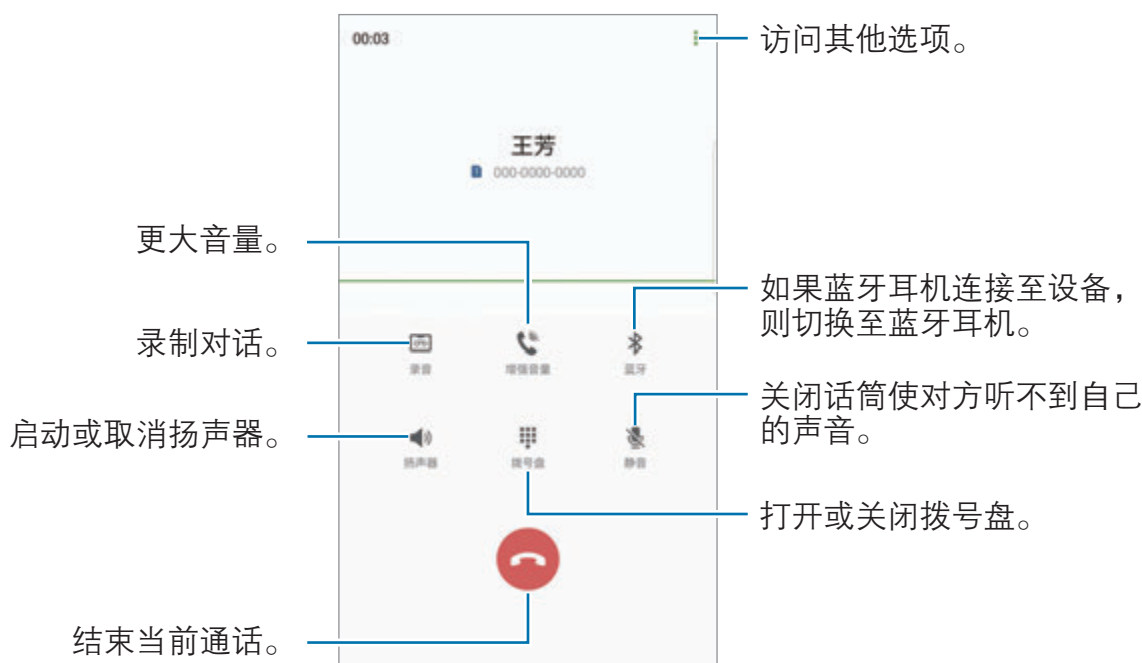 00:03
访问其他选项。
王芳
000-0000-0000
更大音量。
如果蓝牙耳机连接至设备，
则切换至蓝牙耳机。
录制对话。
录音
增强音量
蓝牙
关闭话筒使对方听不到自己
的声音。
启动或取消扬声器。
扬声器
拨号盘
静音
打开或关闭拨号盘。
结束当前通话。